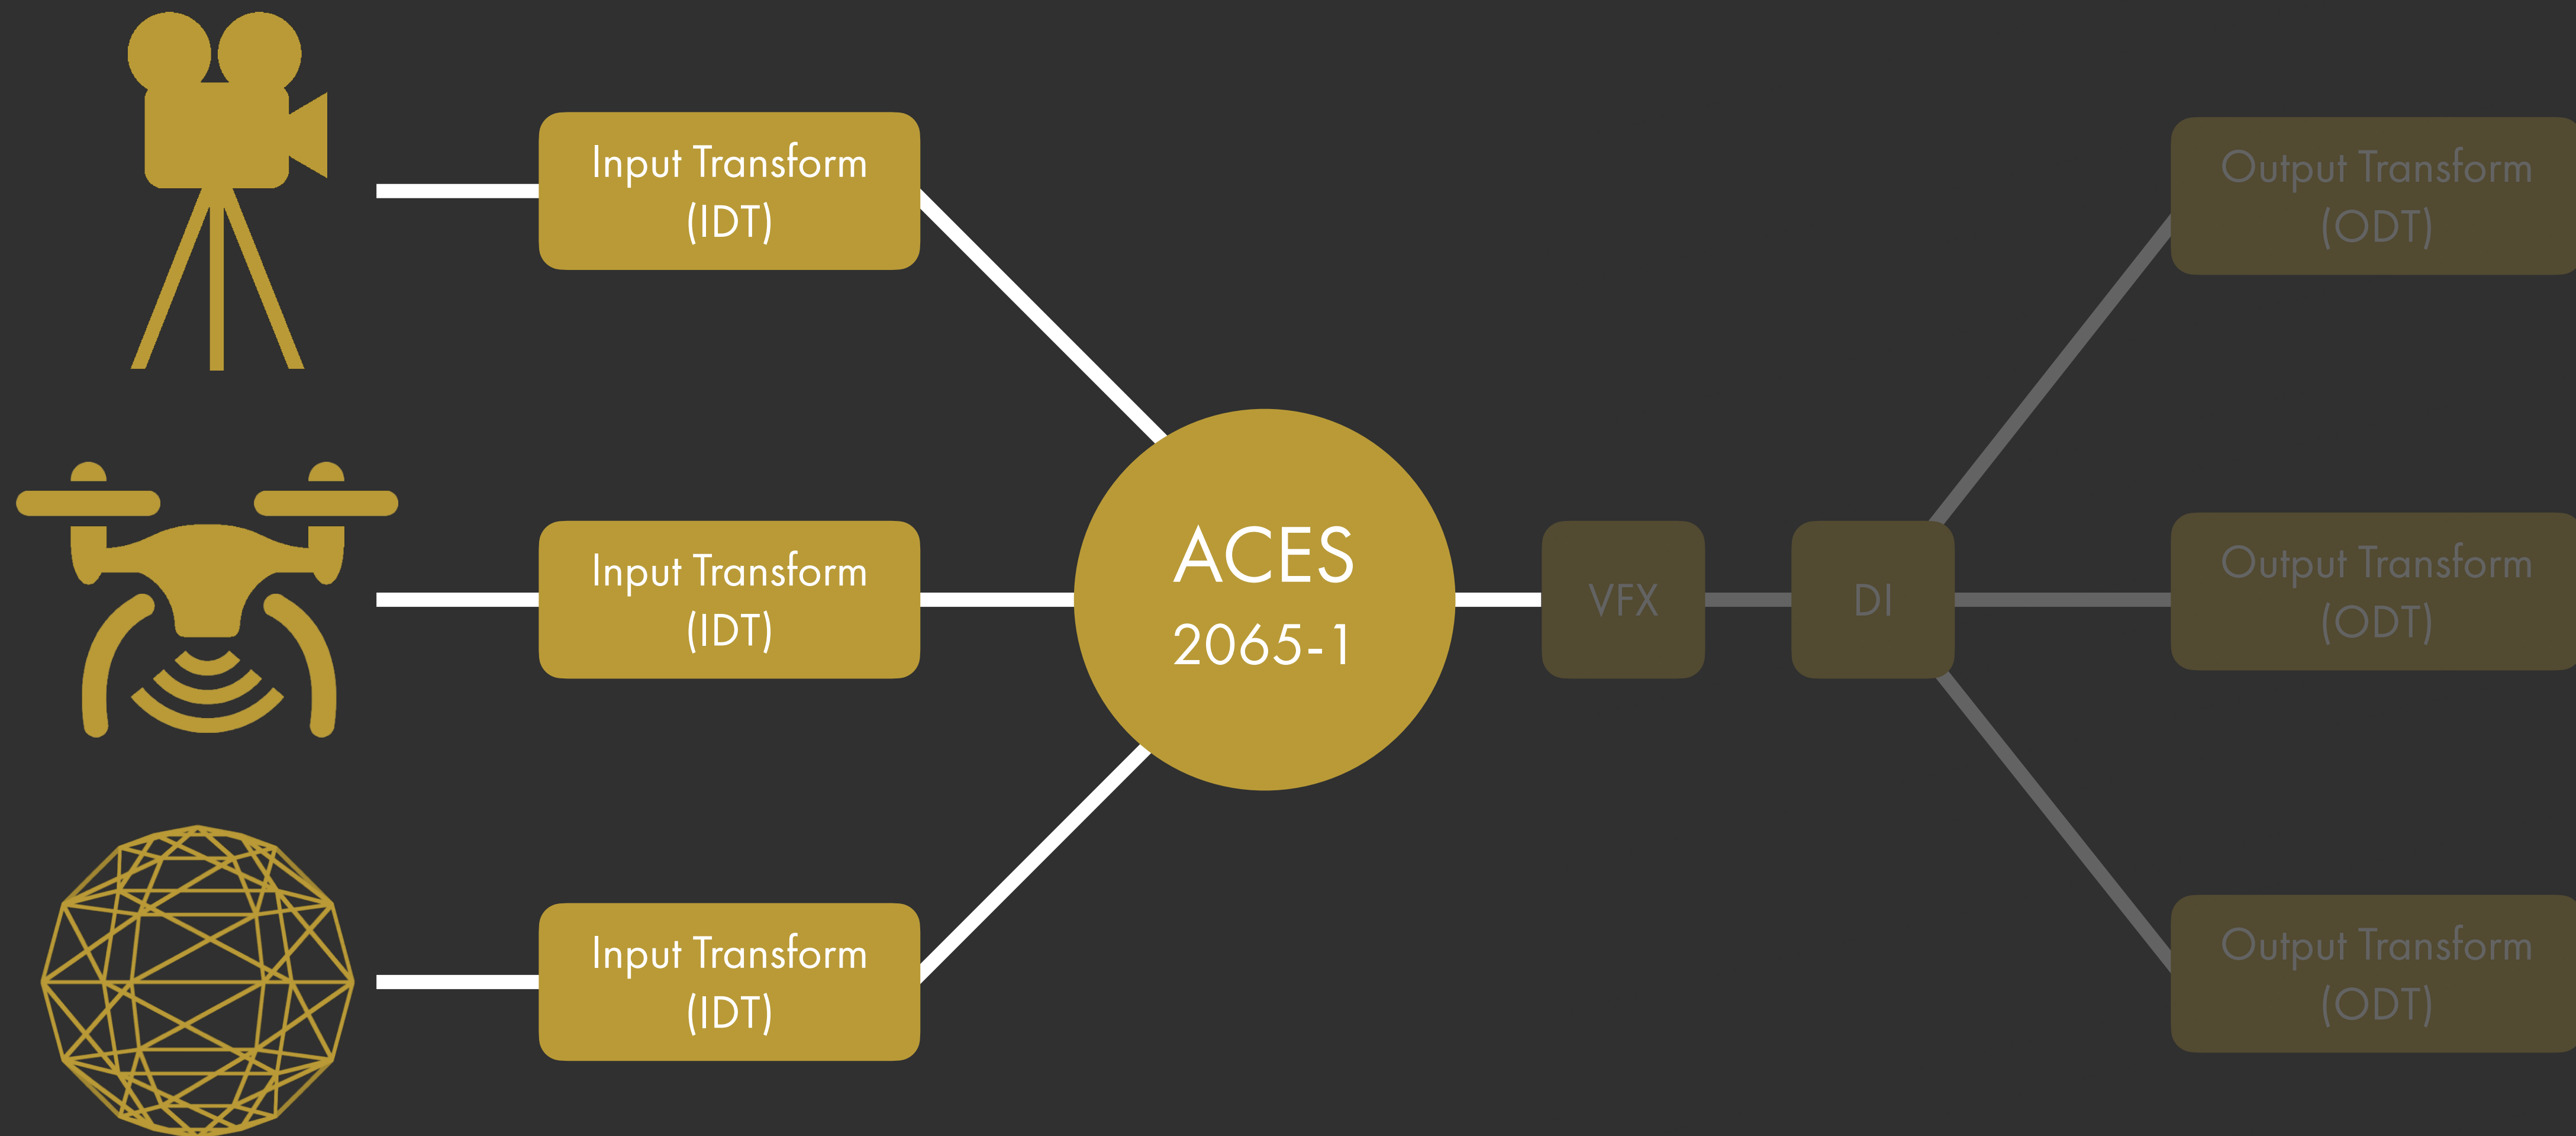 Input Transform
(IDT)
Output Transform
(ODT)
Input Transform
(IDT)
ACES
2065-1
VFX
DI
Output Transform
(ODT)
Input Transform
(IDT)
Output Transform
(ODT)